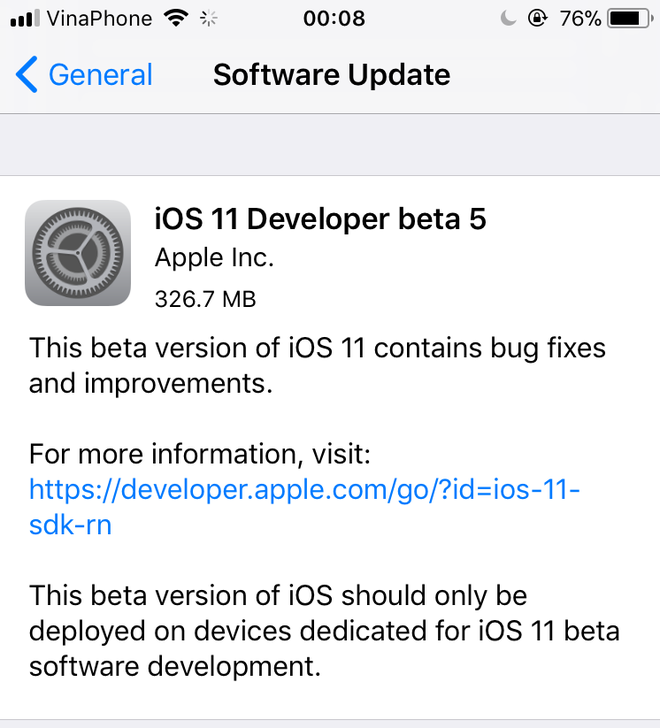 VinaPhone 00:08 76%
General Software Update
iOS 11 Developer beta 5
Apple Inc.
326.7 MB
This beta version of iOS 11 contains bug fixes
and improvements.
For more information, visit:
https://developer.apple.com/go/?id=ios-11-
sdk-rn
This beta version of iOS should only be
deployed on devices dedicated for iOS 11 beta
software development.